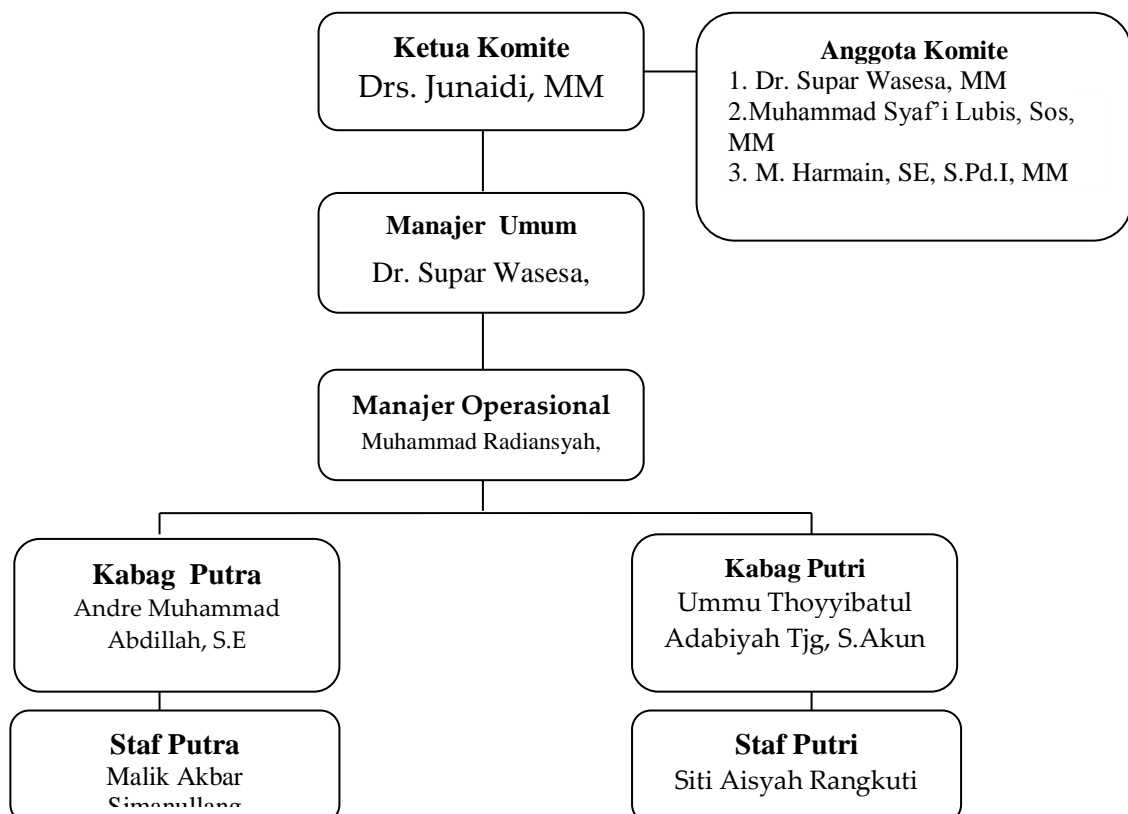 Ketua Komite
Drs. Junaidi, MM
Anggota Komite
1. Dr. Supar Wasesa, MM
2.Muhammad Syaf’i Lubis, Sos,
MM
3. M. Harmain, SE, S.Pd.I, MM
Manajer Umum
Dr. Supar Wasesa,
Manajer Operasional
Muhammad Radiansyah,
Kabag Putra
Andre Muhammad
Abdillah, S.E
Kabag Putri
Ummu Thoyyibatul
Adabiyah Tjg, S.Akun
Staf Putra
Malik Akbar
Simanullang
Staf Putri
Siti Aisyah Rangkuti